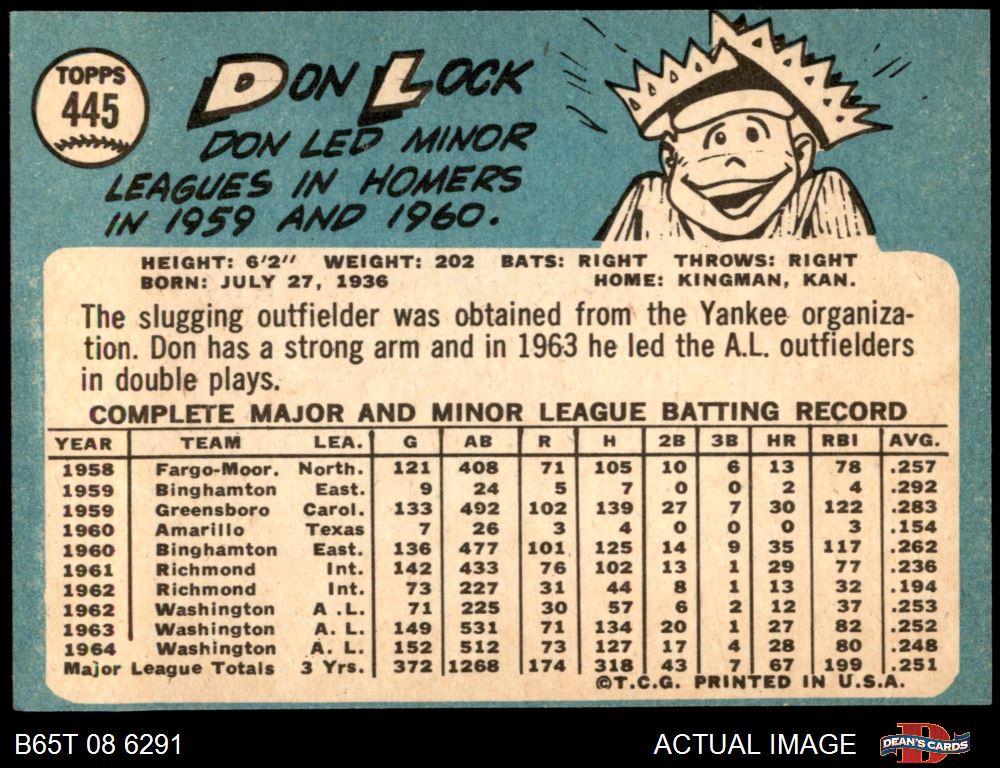 TOPPS
445
DON LOCK
DON LED MINOR
LEAGUES IN HOMERS
IN 1959 AND 1960.
HEIGHT: 6'2" WEIGHT: 202 BATS: RIGHT THROWS: RIGHT
BORN: JULY 27, 1936 HOME: KINGMAN, KAN.
The slugging outfielder was obtained from the Yankee organiza-
tion. Don has a strong arm and in 1963 he led the A.L. outfielders
in double plays.
COMPLETE MAJOR AND MINOR LEAGUE BATTING RECORD
YEAR TEAM LEA. G AB R H 2B 3B HR RBI AVG.
1958 Fargo-Moor. North. 121 408 71 105 10 6 13 78 .257
1959 Binghamton East. 9 24 5 7 0 0 2 4 .292
1959 Greensboro Carol. 133 492 102 139 27 7 30 122 .283
1960 Amarillo Texas 7 26 3 4 0 0 0 3 .154
1960 Binghamton East. 136 477 101 125 14 9 35 117 .262
1961 Richmond Int. 142 433 76 102 13 1 29 77 .236
1962 Richmond Int. 73 227 31 44 8 1 13 32 .194
1962 Washington A .L. 71 225 30 57 6 2 12 37 .253
1963 Washington A. L. 149 531 71 134 20 1 27 82 .252
1964 Washington A. L. 152 512 73 127 17 4 28 80 .248
Major League Totals 3 Yrs. 372 1268 174 318 43 7 67 199 .251
©T.C.G. PRINTED IN U.S.A.
B65T 08 6291 ACTUAL IMAGE DEAN'S CARDS